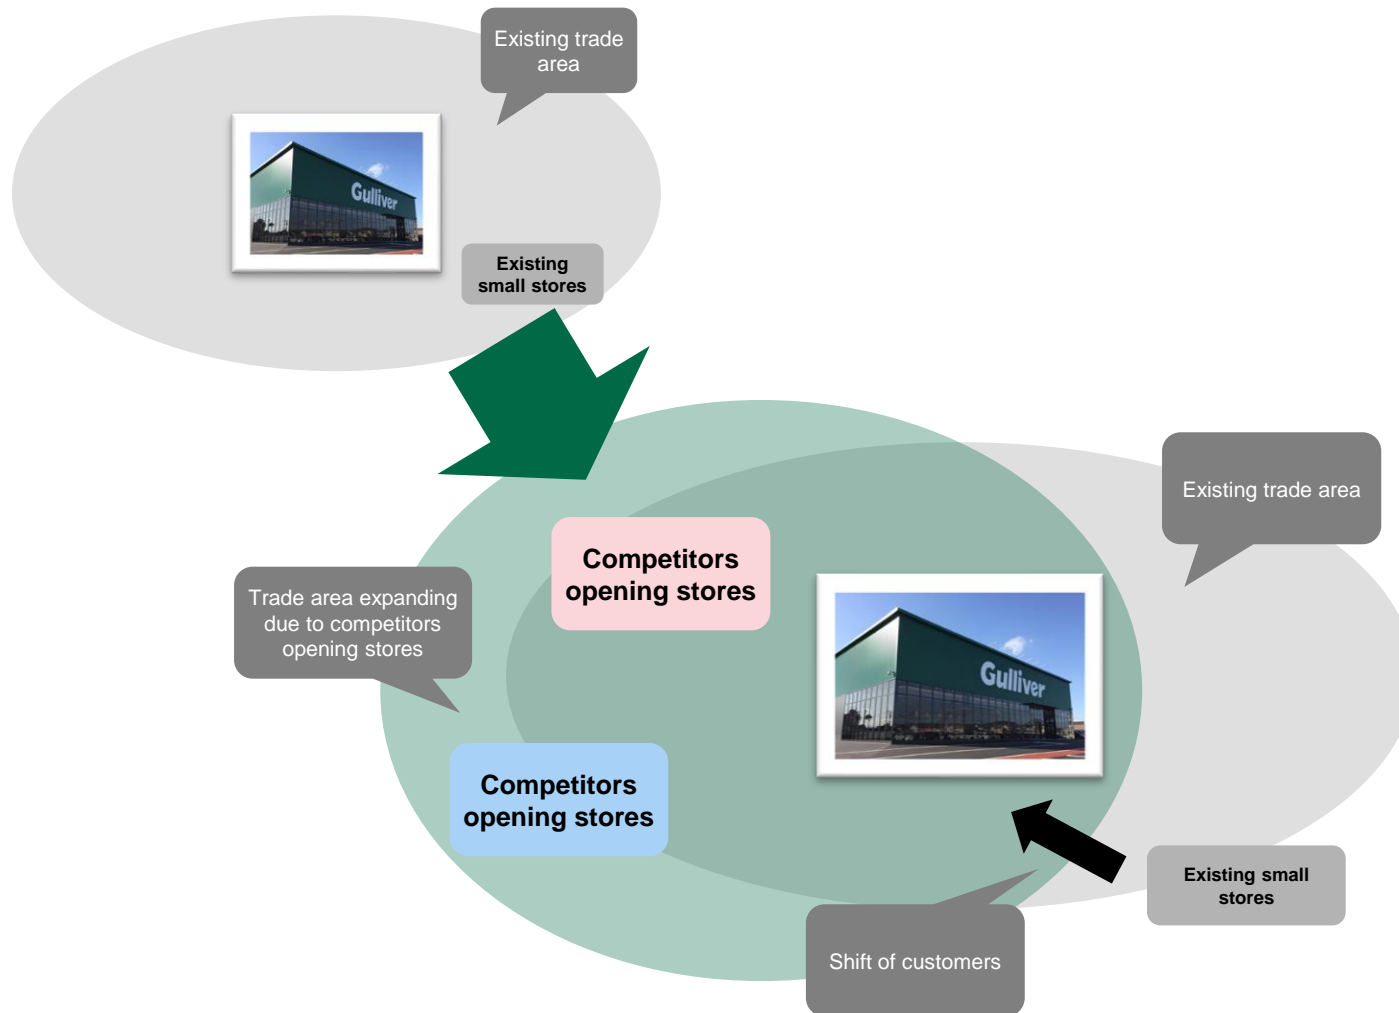 Existing trade
area
Gulliver
Existing
small stores
Existing trade area
Competitors
opening stores
Trade area expanding
due to competitors
opening stores
Gulliver
Competitors
opening stores
Existing small
stores
Shift of customers